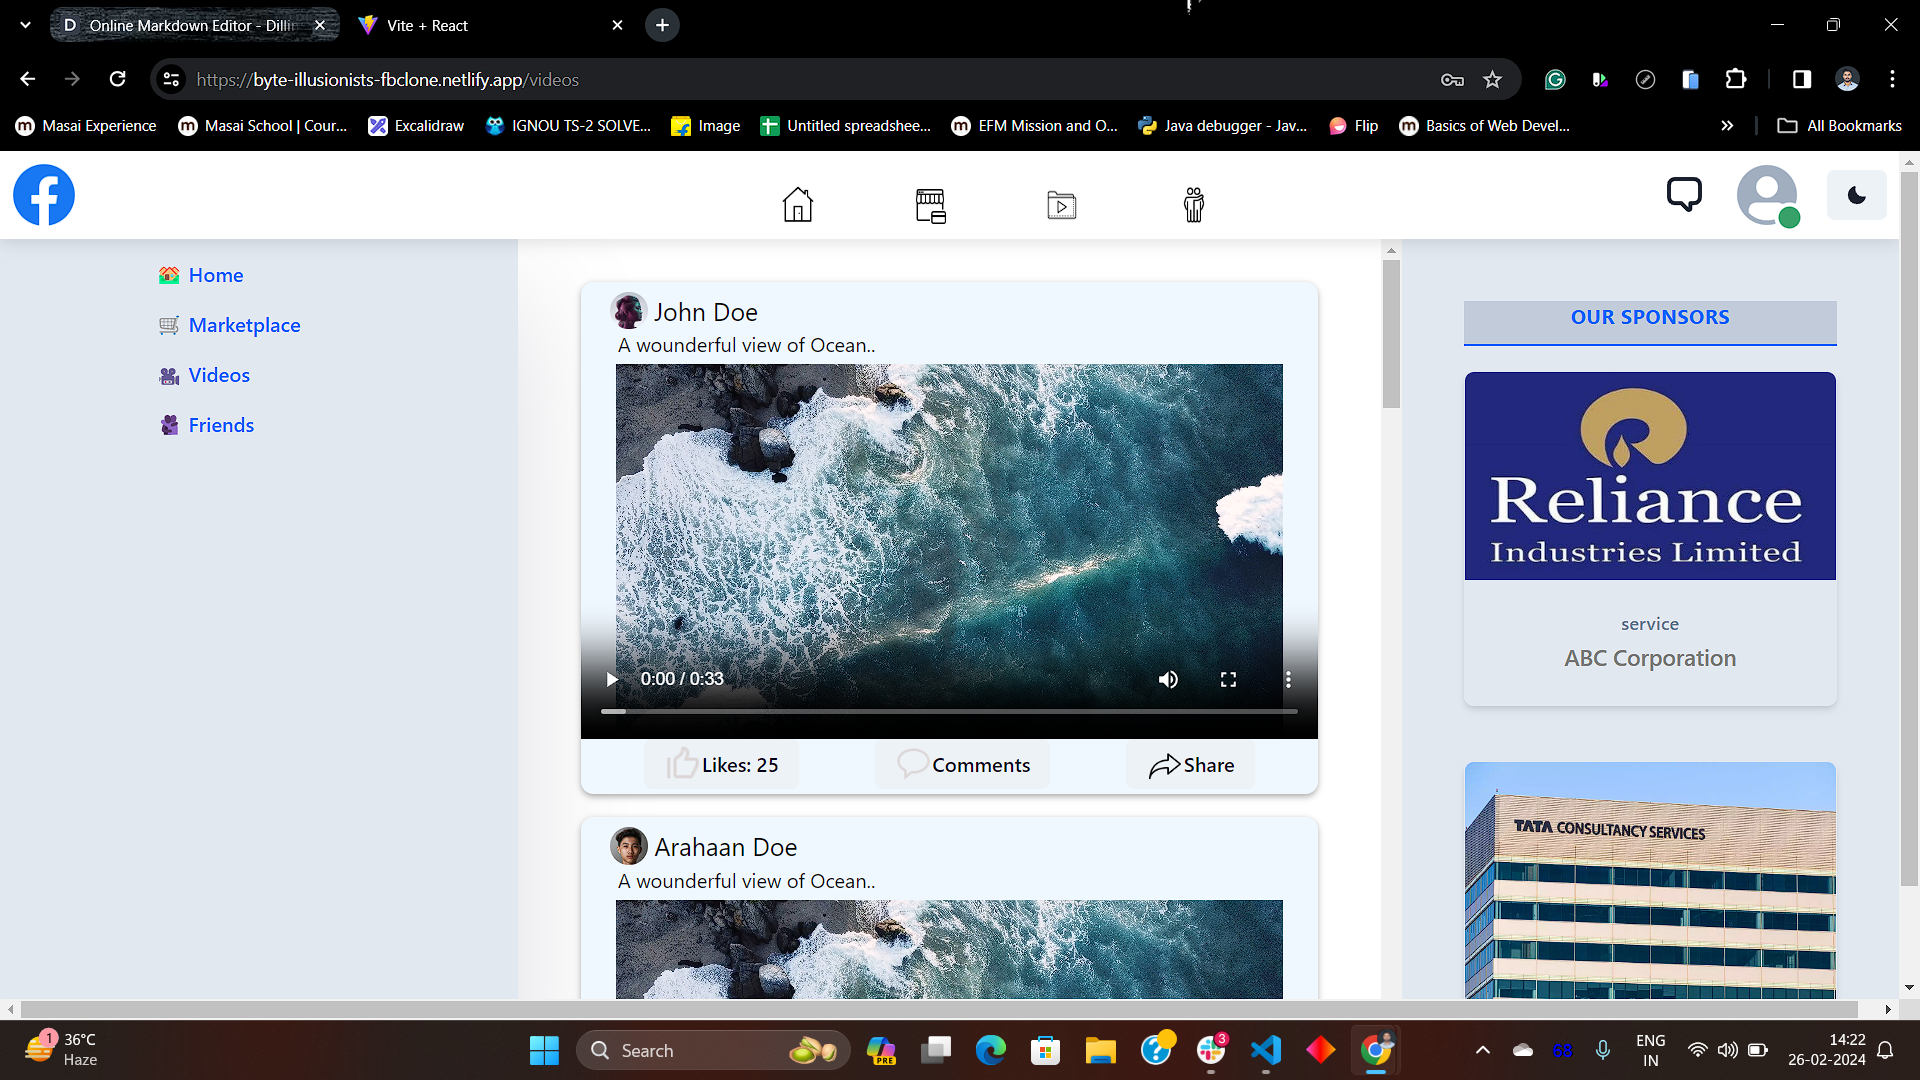 D Online Markdown Editor - Dilli
Vite + React
https://byte-illusionists-fbclone.netlify.app/videos
Masai Experience
Masai School | Cour...
Excalidraw
IGNOU TS-2 SOLVE...
Image
Untitled spreadshee...
EFM Mission and O...
Java debugger - Jav...
Flip
Basics of Web Devel...
All Bookmarks
Home
Marketplace
Videos
Friends
John Doe
A wounderful view of Ocean..
0:00 / 0:33
Likes: 25
Comments
Share
Arahaan Doe
A wounderful view of Ocean..
OUR SPONSORS
Reliance
Industries Limited
service
ABC Corporation
TATA CONSULTANCY SERVICES
1
36°C
Haze
Search
PRE
3
68
ENG
IN
14:22
26-02-2024